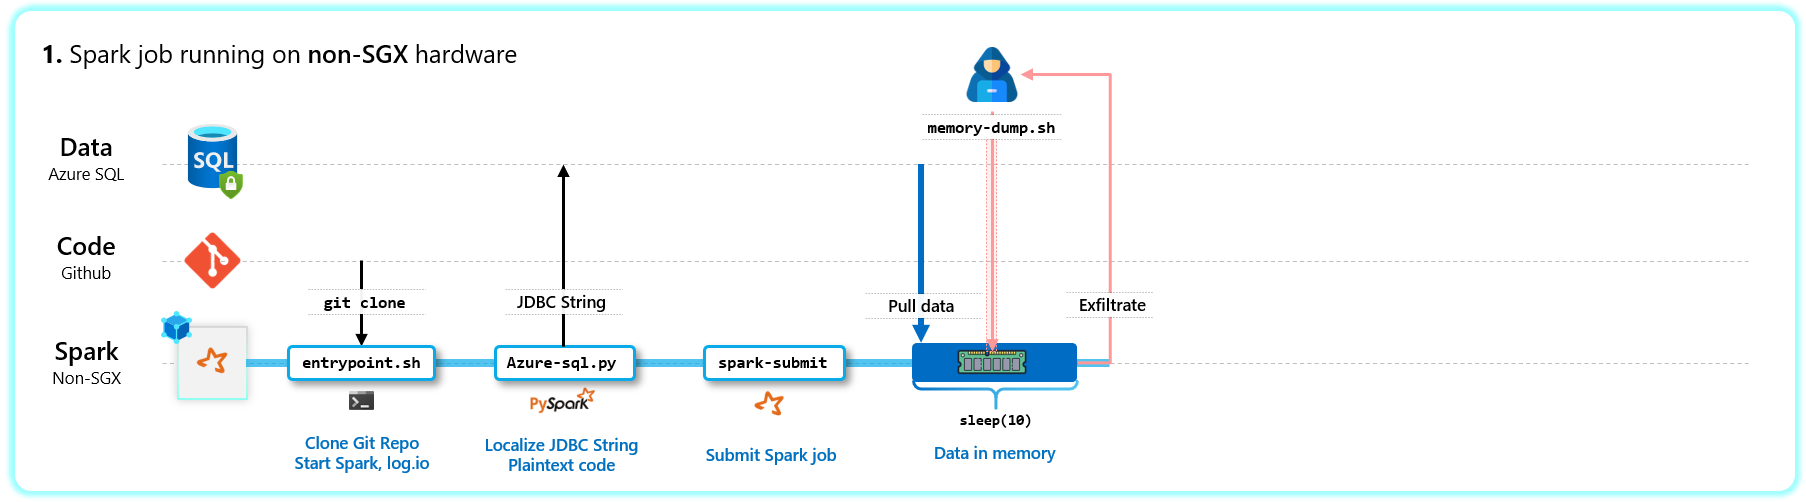 1. Spark job running on non-SGX hardware
memory-dump.sh
Data
Azure SQL
SQL
Code
Github
git clone
JDBC String
Pull data
Exfiltrate
Spark
Non-SGX
entrypoint.sh
Azure-sql.py
spark-submit
PySpark
sleep(10)
Clone Git Repo
Start Spark, log.io
Localize JDBC String
Plaintext code
Submit Spark job
Data in memory